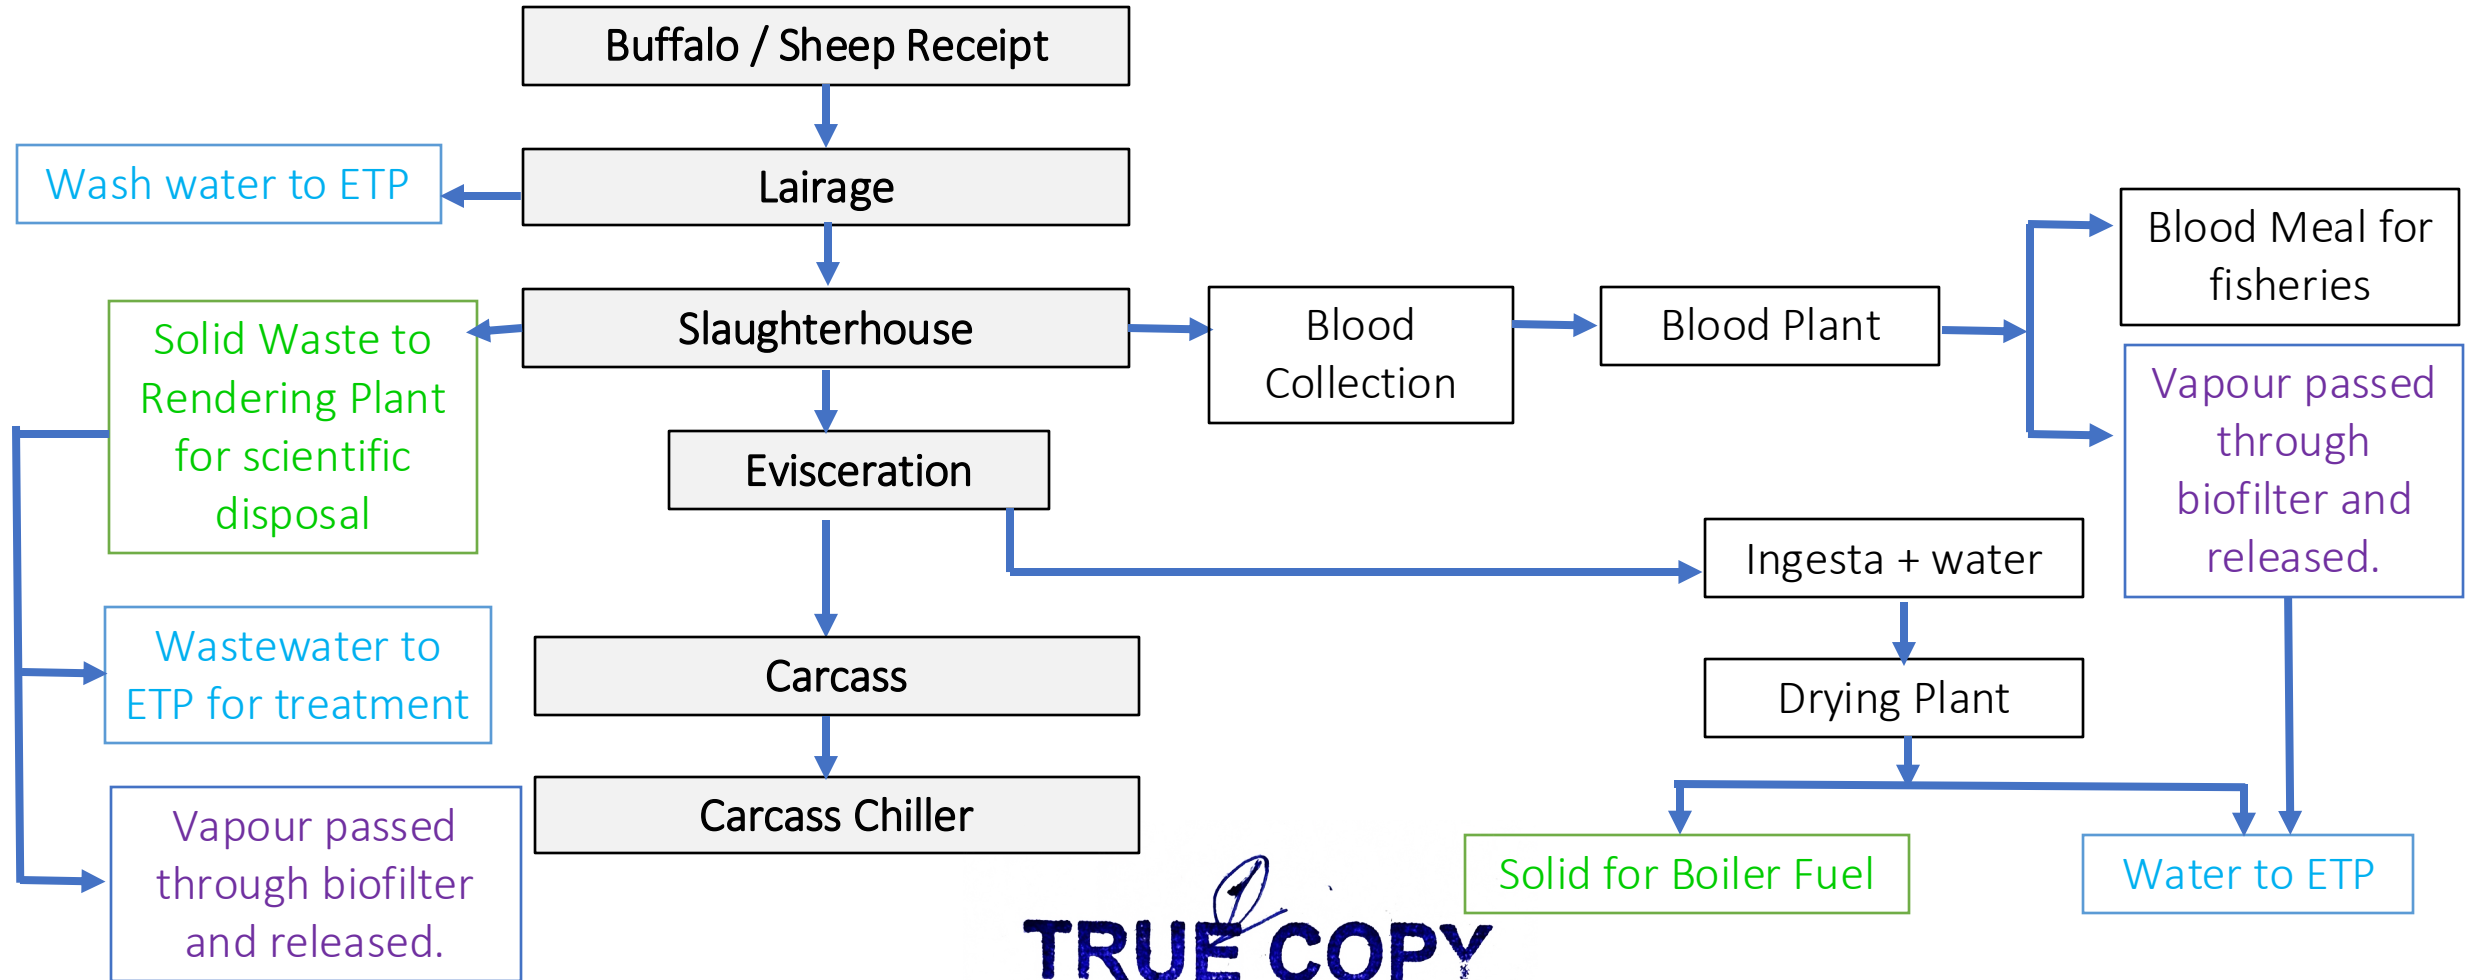 Buffalo / Sheep Receipt
Wash water to ETP
Lairage
Blood Meal for
fisheries
Solid Waste to
Rendering Plant
for scientific
disposal
Slaughterhouse
Blood
Collection
Blood Plant
Vapour passed
through
biofilter and
released.
Evisceration
Ingesta + water
Wastewater to
ETP for treatment
Carcass
Drying Plant
Vapour passed
through biofilter
and released.
Carcass Chiller
Solid for Boiler Fuel
Water to ETP
TRUE COPY